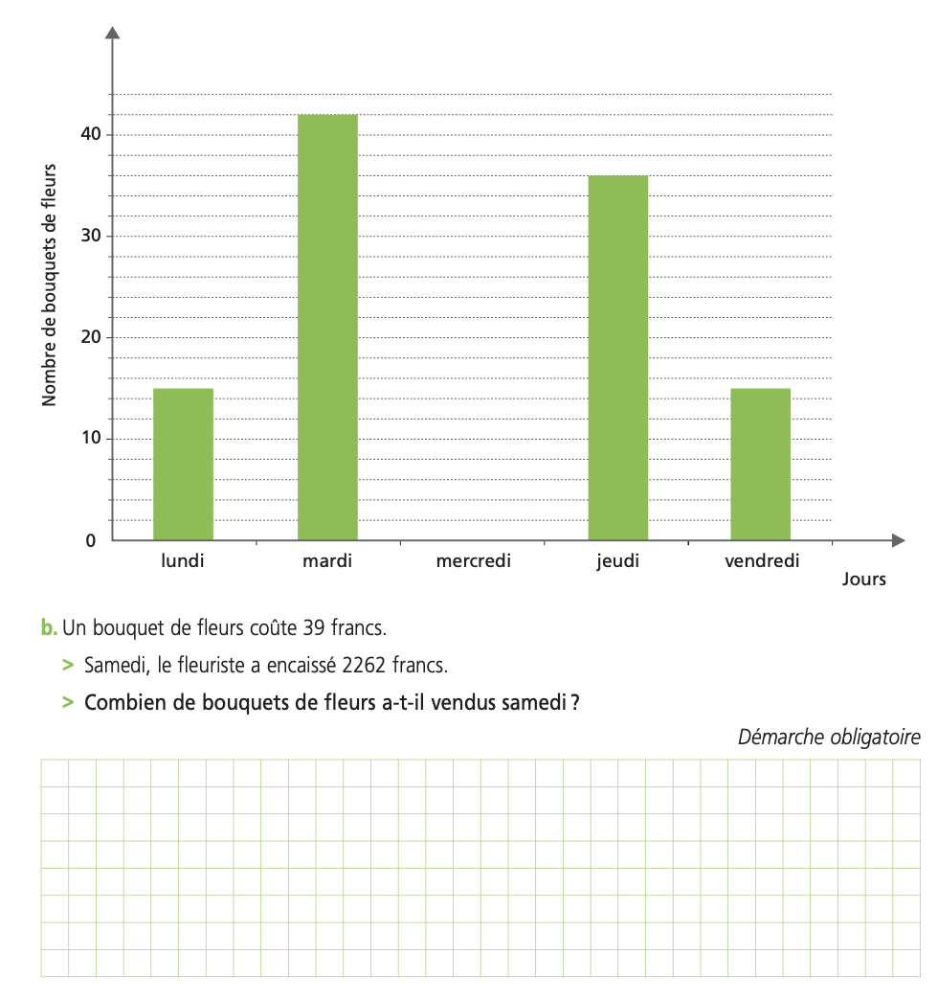 Nombre de bouquets de fleurs
40
30
20
10
0
lundi mardi mercredi jeudi vendredi
Jours
b. Un bouquet de fleurs coûte 39 francs.
> Samedi, le fleuriste a encaissé 2262 francs.
> Combien de bouquets de fleurs a-t-il vendus samedi ?
Démarche obligatoire